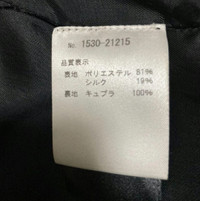 No. 1530-21215
品質表示
表地 ポリエステル 81%
シルク 19%
裏地 キュプラ 100%